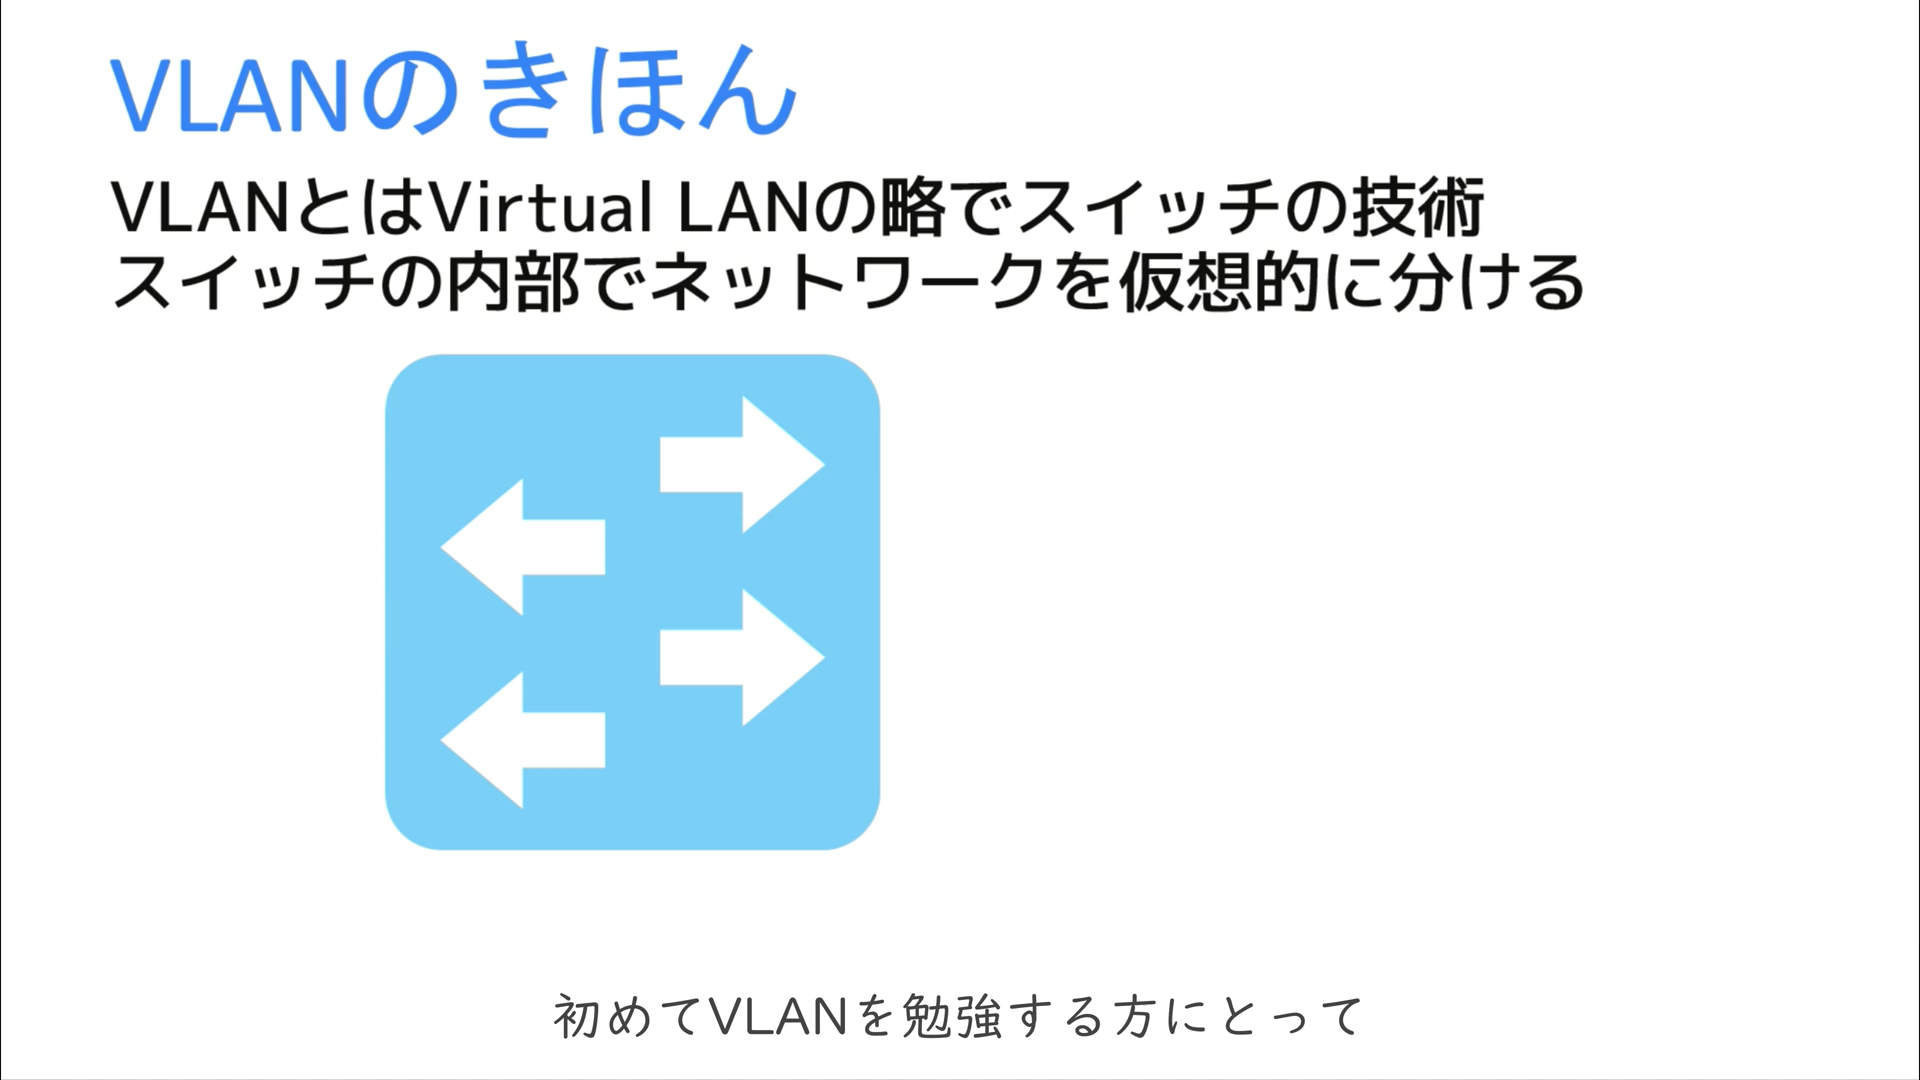 VLANのきほん
VLANとはVirtual LANの略でスイッチの技術
スイッチの内部でネットワークを仮想的に分ける
初めてVLANを勉強する方にとって